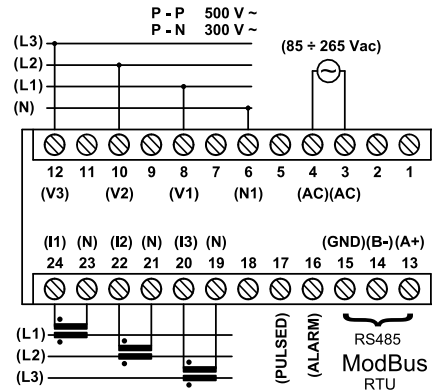 P - P 500 V ~
P - N 300 V ~
(L3)
(L2)
(L1)
(N)
(85 ÷ 265 Vac)
~
12 11 10 9 8 7 6 5 4 3 2 1
(V3) (V2) (V1) (N1) (AC)(AC)
(I1) (N) (I2) (N) (I3) (N) (GND)(B-)(A+)
24 23 22 21 20 19 18 17 16 15 14 13
(PULSED)
(ALARM)
(L1)
(L2)
(L3)
RS485
ModBus
RTU